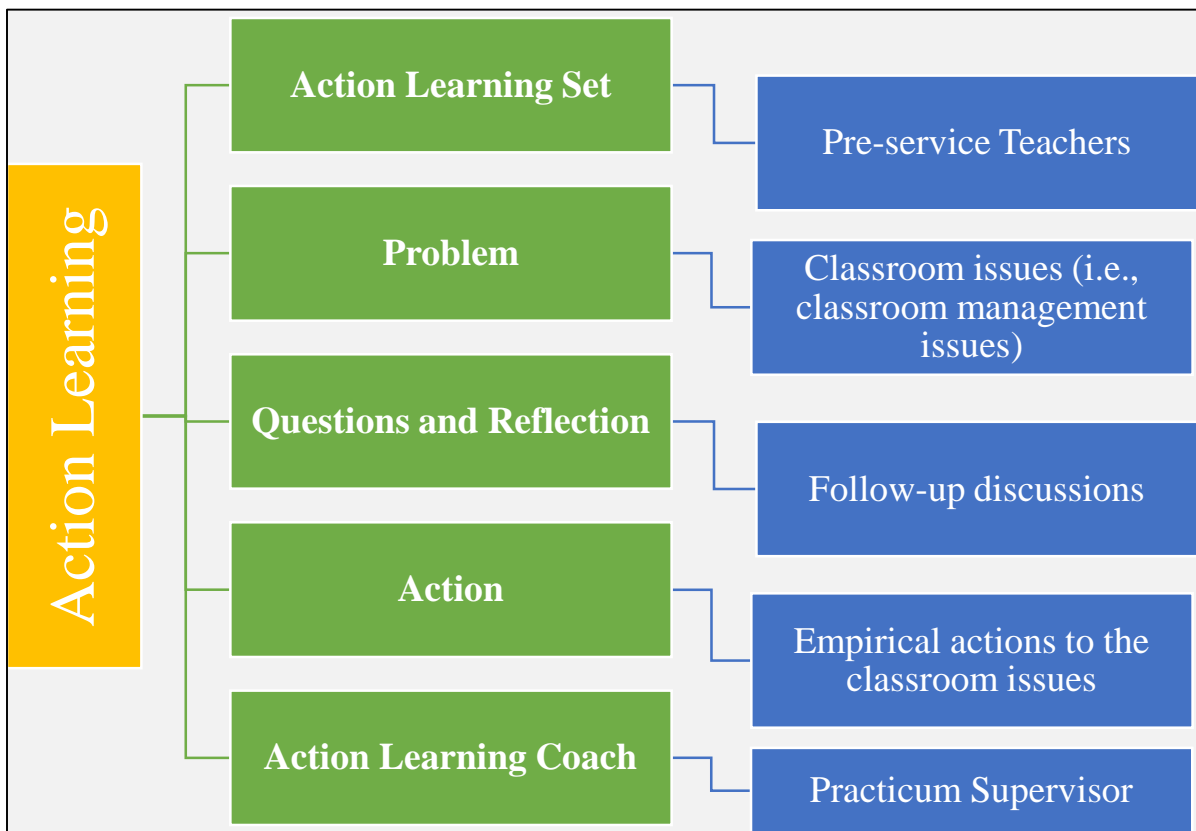 Action Learning
Action Learning Set
Pre-service Teachers
Problem
Classroom issues (i.e.,
classroom management
issues)
Questions and Reflection
Follow-up discussions
Action
Empirical actions to the
classroom issues
Action Learning Coach
Practicum Supervisor